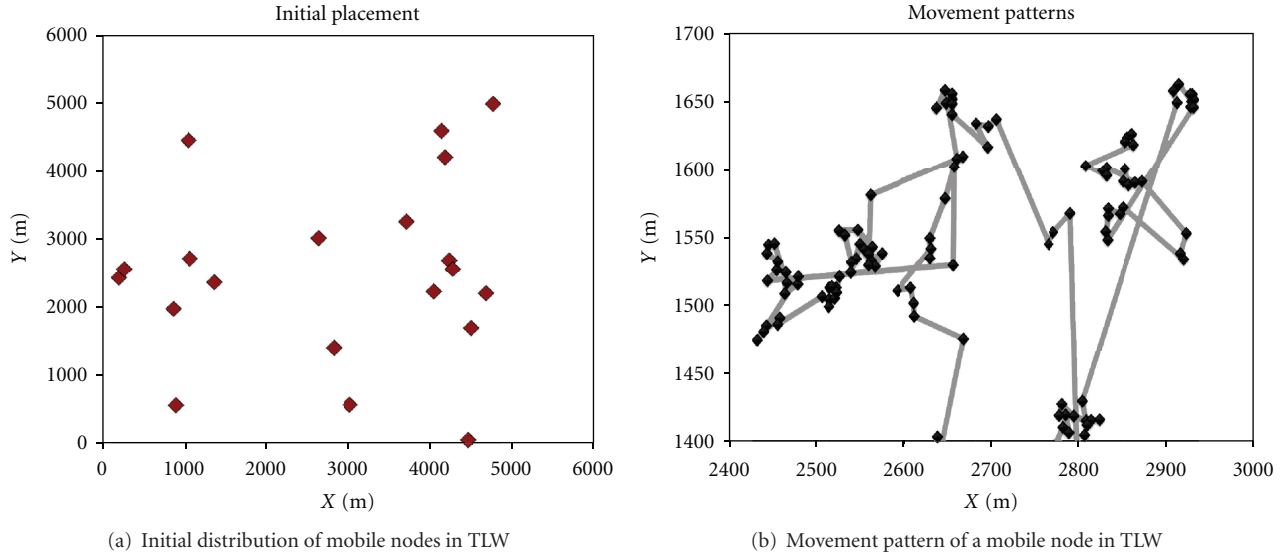 Initial placement
6000
5000
4000
3000
2000
1000
0
Y (m)
0 1000 2000 3000 4000 5000 6000
X (m)
(a) Initial distribution of mobile nodes in TLW
Movement patterns
1700
1650
1600
1550
1500
1450
1400
Y (m)
2400 2500 2600 2700 2800 2900 3000
X (m)
(b) Movement pattern of a mobile node in TLW